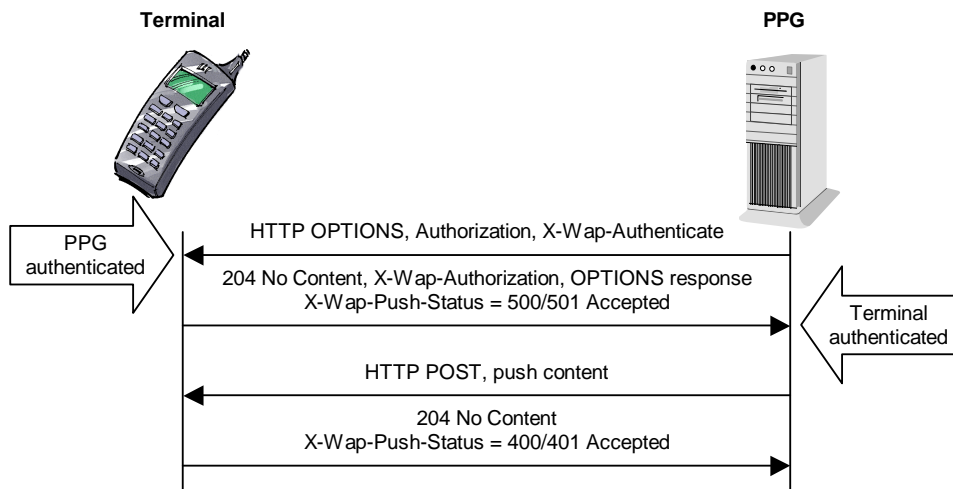 Terminal
PPG
HTTP OPTIONS, Authorization, X-Wap-Authenticate
PPG
authenticated
204 No Content, X-Wap-Authorization, OPTIONS response
X-Wap-Push-Status = 500/501 Accepted
Terminal
authenticated
HTTP POST, push content
204 No Content
X-Wap-Push-Status = 400/401 Accepted